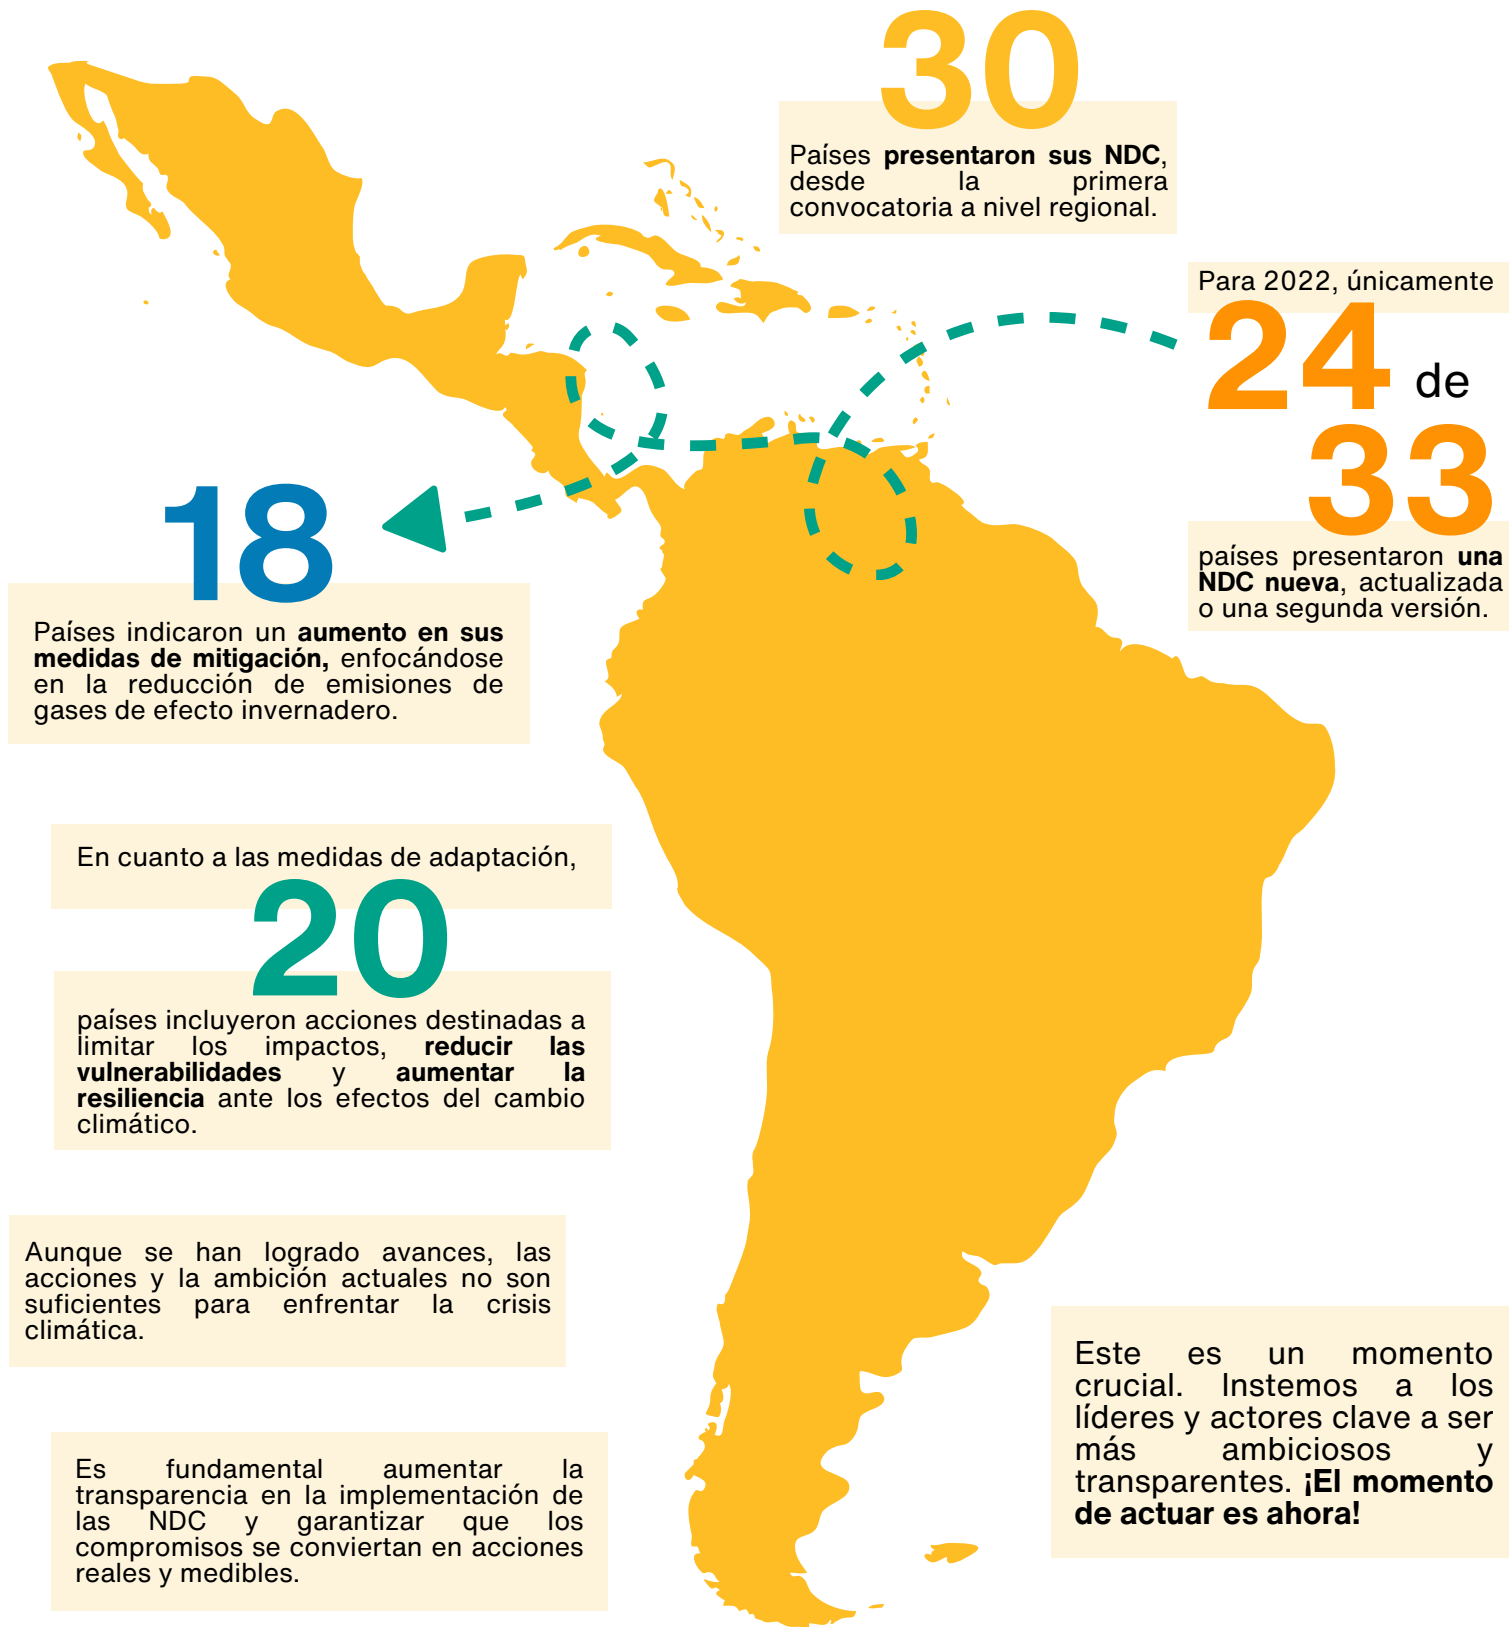 30
Países presentaron sus NDC,
desde la primera
convocatoria a nivel regional.
Para 2022, únicamente
24 de
33
países presentaron una
NDC nueva, actualizada
o una segunda versión.
18
Países indicaron un aumento en sus
medidas de mitigación, enfocándose
en la reducción de emisiones de
gases de efecto invernadero.
En cuanto a las medidas de adaptación,
20
países incluyeron acciones destinadas a
limitar los impactos, reducir las
vulnerabilidades y aumentar la
resiliencia ante los efectos del cambio
climático.
Aunque se han logrado avances, las
acciones y la ambición actuales no son
suficientes para enfrentar la crisis
climática.
Es fundamental aumentar la
transparencia en la implementación de
las NDC y garantizar que los
compromisos se conviertan en acciones
reales y medibles.
Este es un momento
crucial. Instemos a los
líderes y actores clave a ser
más ambiciosos y
transparentes. ¡El momento
de actuar es ahora!